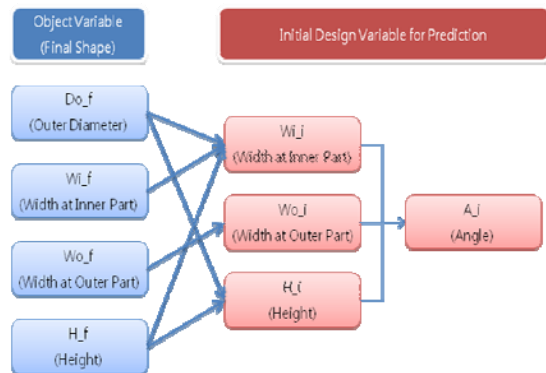 Object Variable
(Final Shape)
Initial Design Variable for Prediction
Do_f
(Outer Diameter)
Wi_f
(Width at Inner Part)
Wo_f
(Width at Outer Part)
H_f
(Height)
Wi_i
(Width at Inner Part)
Wo_i
(Width at Outer Part)
H_i
(Height)
A_i
(Angle)